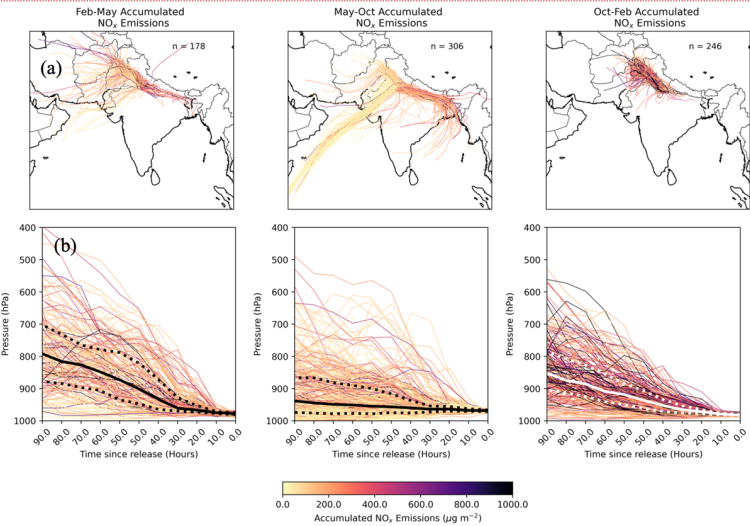 Feb-May Accumulated
NOx Emissions
May-Oct Accumulated
NOx Emissions
Oct-Feb Accumulated
NOx Emissions
(a)
n = 178
n = 306
n = 246
(b)
Pressure (hPa)
400
500
600
700
800
900
1000
90.0 80.0 70.0 60.0 50.0 40.0 30.0 20.0 10.0 0.0
Time since release (Hours)
Pressure (hPa)
400
500
600
700
800
900
1000
90.0 80.0 70.0 60.0 50.0 40.0 30.0 20.0 10.0 0.0
Time since release (Hours)
Pressure (hPa)
400
500
600
700
800
900
1000
90.0 80.0 70.0 60.0 50.0 40.0 30.0 20.0 10.0 0.0
Time since release (Hours)
0.0 200.0 400.0 600.0 800.0 1000.0
Accumulated NOx Emissions (μg m−2)